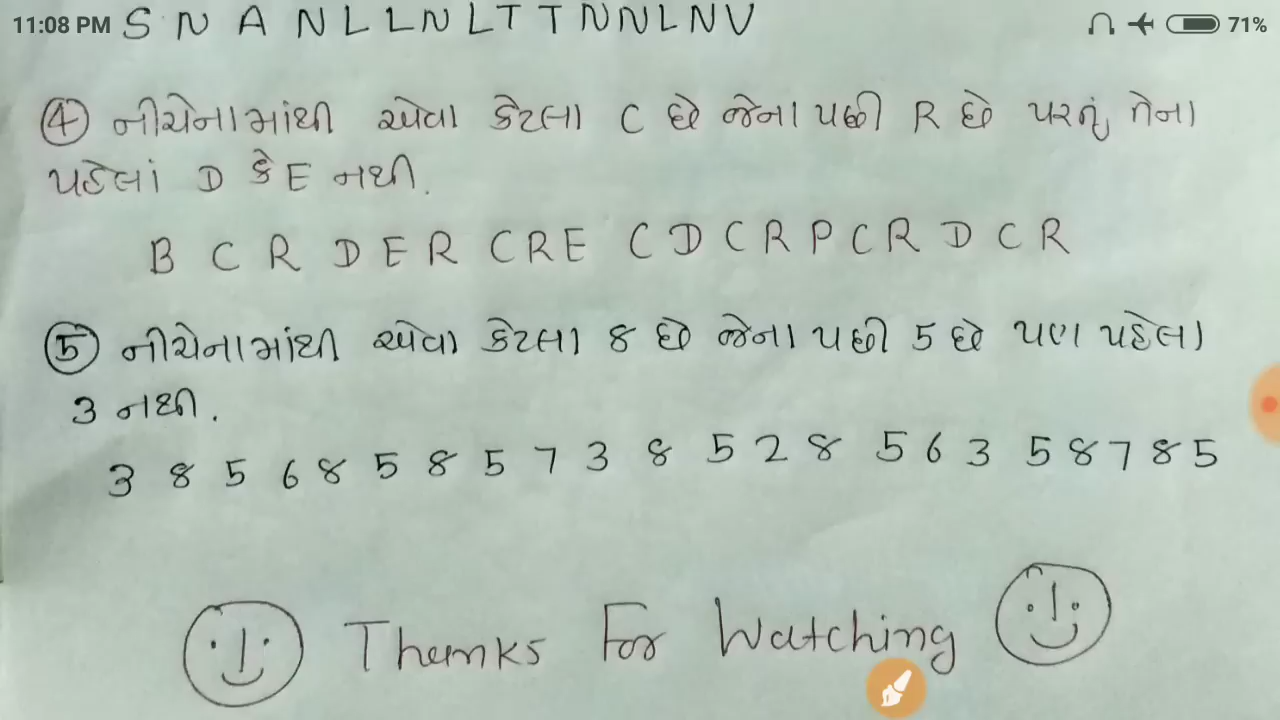 11:08 PM 71%
S N A N L L N L T T N N L N V
④ નીચેનામાંથી એવા કેટલા C છે જેના પછી R છે પરતું તેના
પહેલાં D કે E નથી.
B C R D E R C R E C D C R P C R D C R
⑤ નીચેનામાંથી એવા કેટલા 8 છે જેના પછી 5 છે પણ પહેલા
3 નથી.
3 8 5 6 8 5 8 5 7 3 8 5 2 8 5 6 3 5 8 7 8 5
Thanks For Watching